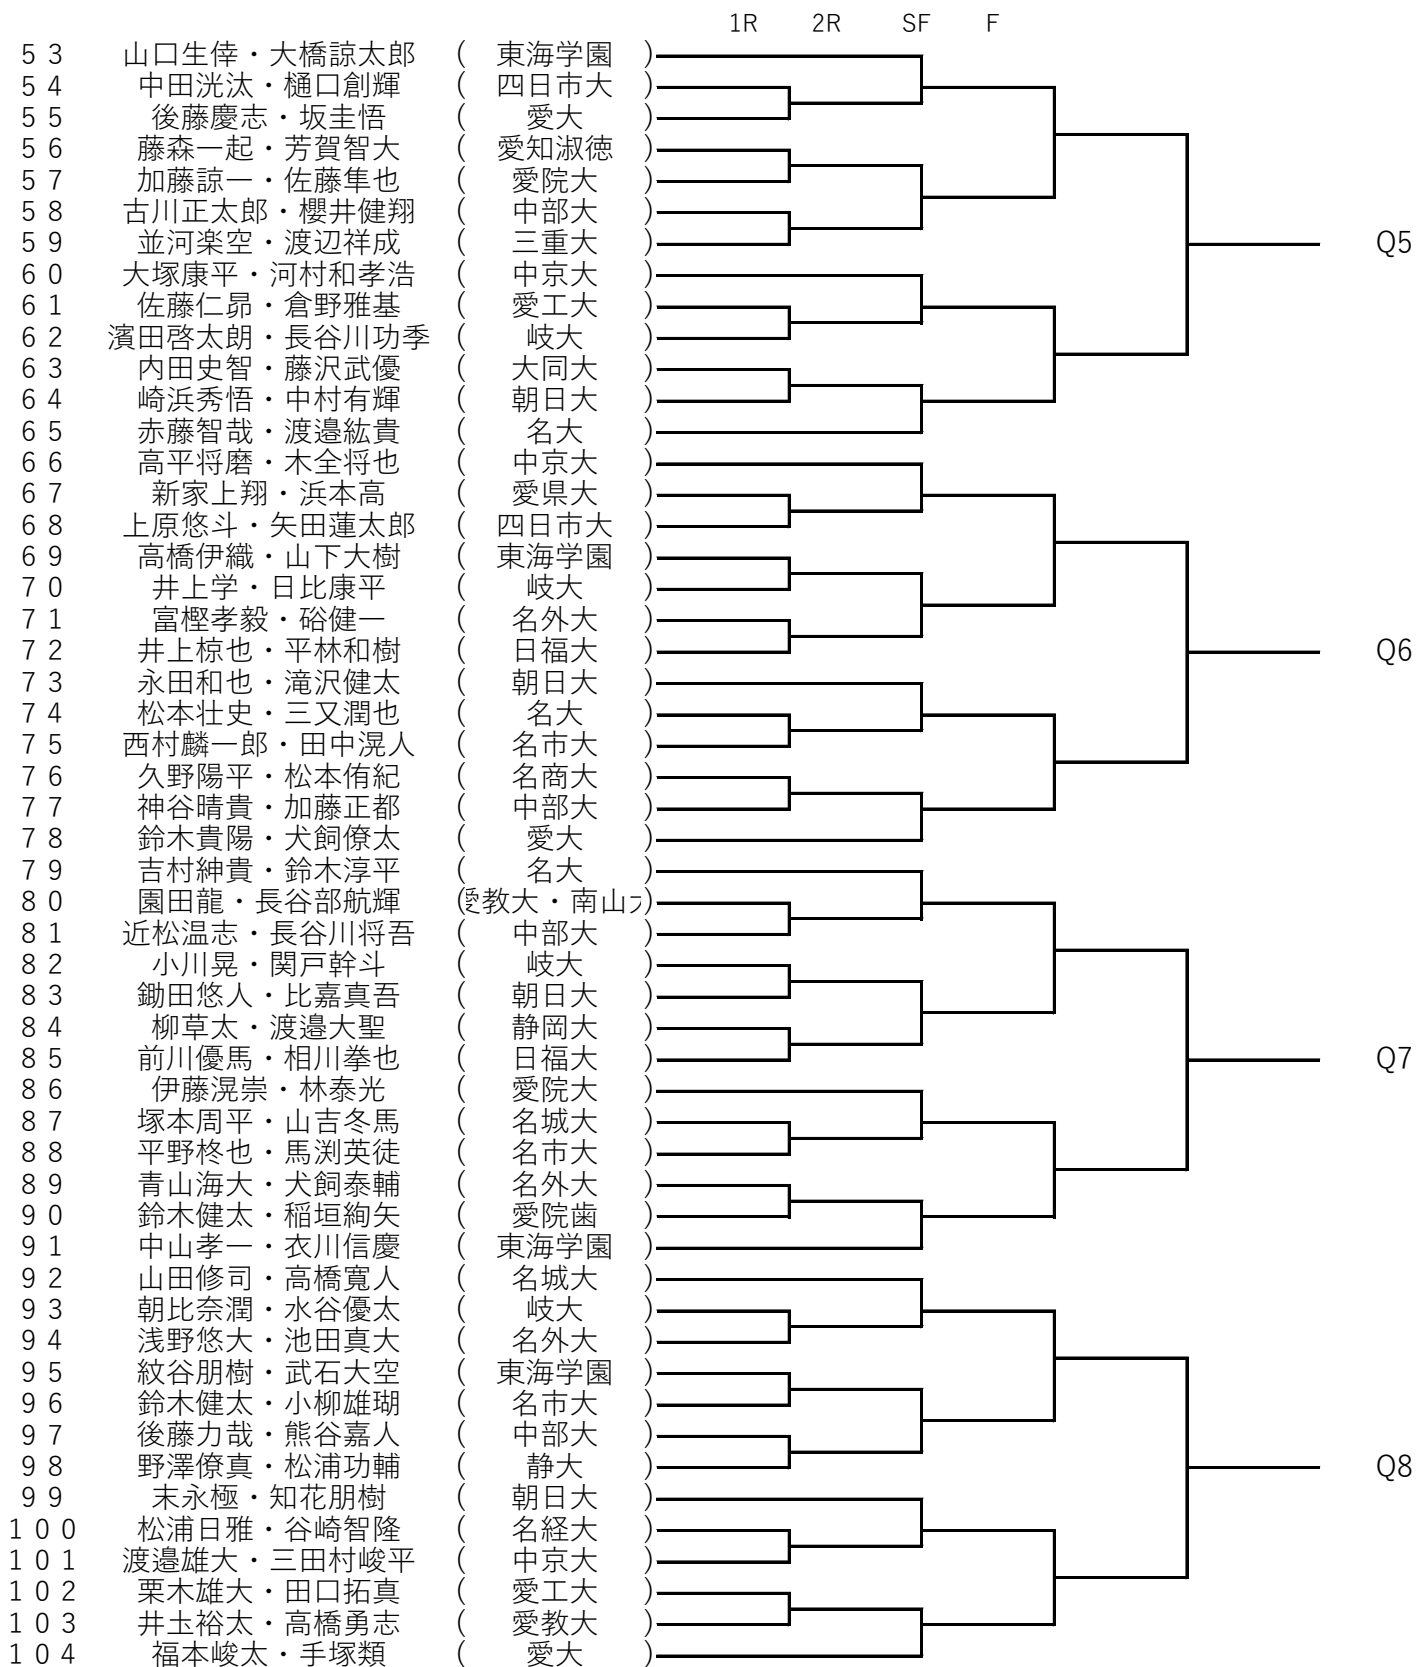 1R 2R SF F
53 山口生倖・大橋諒太郎 ( 東海学園 )
54 中田洸汰・樋口創輝 ( 四日市大 )
55 後藤慶志・坂圭悟 ( 愛大 )
56 藤森一起・芳賀智大 ( 愛知淑徳 )
57 加藤諒一・佐藤隼也 ( 愛院大 )
58 古川正太郎・櫻井健翔 ( 中部大 )
59 並河楽空・渡辺祥成 ( 三重大 )
Q5
60 大塚康平・河村和孝浩 ( 中京大 )
61 佐藤仁昴・倉野雅基 ( 愛工大 )
62 濱田啓太朗・長谷川功季 ( 岐大 )
63 内田史智・藤沢武優 ( 大同大 )
64 崎浜秀悟・中村有輝 ( 朝日大 )
65 赤藤智哉・渡邉紘貴 ( 名大 )
66 高平将磨・木全将也 ( 中京大 )
67 新家上翔・浜本高 ( 愛県大 )
68 上原悠斗・矢田蓮太郎 ( 四日市大 )
69 高橋伊織・山下大樹 ( 東海学園 )
70 井上学・日比康平 ( 岐大 )
71 富樫孝毅・硲健一 ( 名外大 )
72 井上椋也・平林和樹 ( 日福大 )
Q6
73 永田和也・滝沢健太 ( 朝日大 )
74 松本壮史・三又潤也 ( 名大 )
75 西村麟一郎・田中滉人 ( 名市大 )
76 久野陽平・松本侑紀 ( 名商大 )
77 神谷晴貴・加藤正都 ( 中部大 )
78 鈴木貴陽・犬飼僚太 ( 愛大 )
79 吉村紳貴・鈴木淳平 ( 名大 )
80 園田龍・長谷部航輝 (愛教大・南山大)
81 近松温志・長谷川将吾 ( 中部大 )
82 小川晃・関戸幹斗 ( 岐大 )
83 鋤田悠人・比嘉真吾 ( 朝日大 )
84 柳草太・渡邉大聖 ( 静岡大 )
85 前川優馬・相川拳也 ( 日福大 )
Q7
86 伊藤滉崇・林泰光 ( 愛院大 )
87 塚本周平・山吉冬馬 ( 名城大 )
88 平野柊也・馬渕英徒 ( 名市大 )
89 青山海大・犬飼泰輔 ( 名外大 )
90 鈴木健太・稲垣絢矢 ( 愛院歯 )
91 中山孝一・衣川信慶 ( 東海学園 )
92 山田修司・高橋寛人 ( 名城大 )
93 朝比奈潤・水谷優太 ( 岐大 )
94 浅野悠大・池田真大 ( 名外大 )
95 紋谷朋樹・武石大空 ( 東海学園 )
96 鈴木健太・小柳雄瑚 ( 名市大 )
97 後藤力哉・熊谷嘉人 ( 中部大 )
98 野澤僚真・松浦功輔 ( 静大 )
Q8
99 末永極・知花朋樹 ( 朝日大 )
100 松浦日雅・谷崎智隆 ( 名経大 )
101 渡邉雄大・三田村峻平 ( 中京大 )
102 栗木雄大・田口拓真 ( 愛工大 )
103 井圡裕太・高橋勇志 ( 愛教大 )
104 福本峻太・手塚類 ( 愛大 )